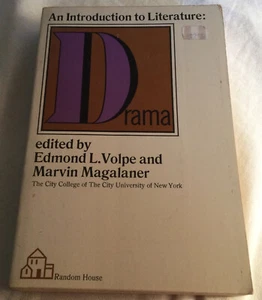 An Introduction to Literature:
Drama
edited by
Edmond L. Volpe and
Marvin Magalaner
The City College of The City University of New York
Random House